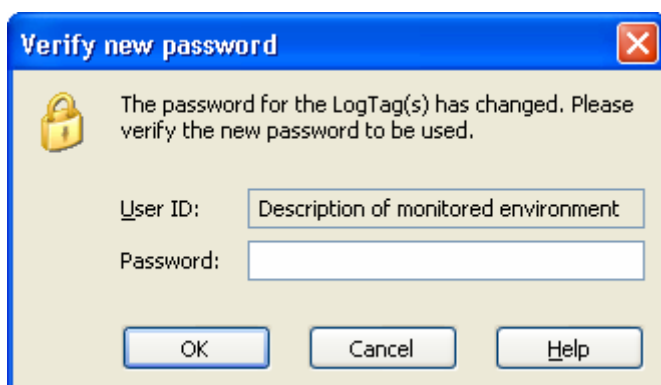 Verify new password
The password for the LogTag(s) has changed. Please
verify the new password to be used.
User ID: Description of monitored environment
Password:
OK Cancel Help